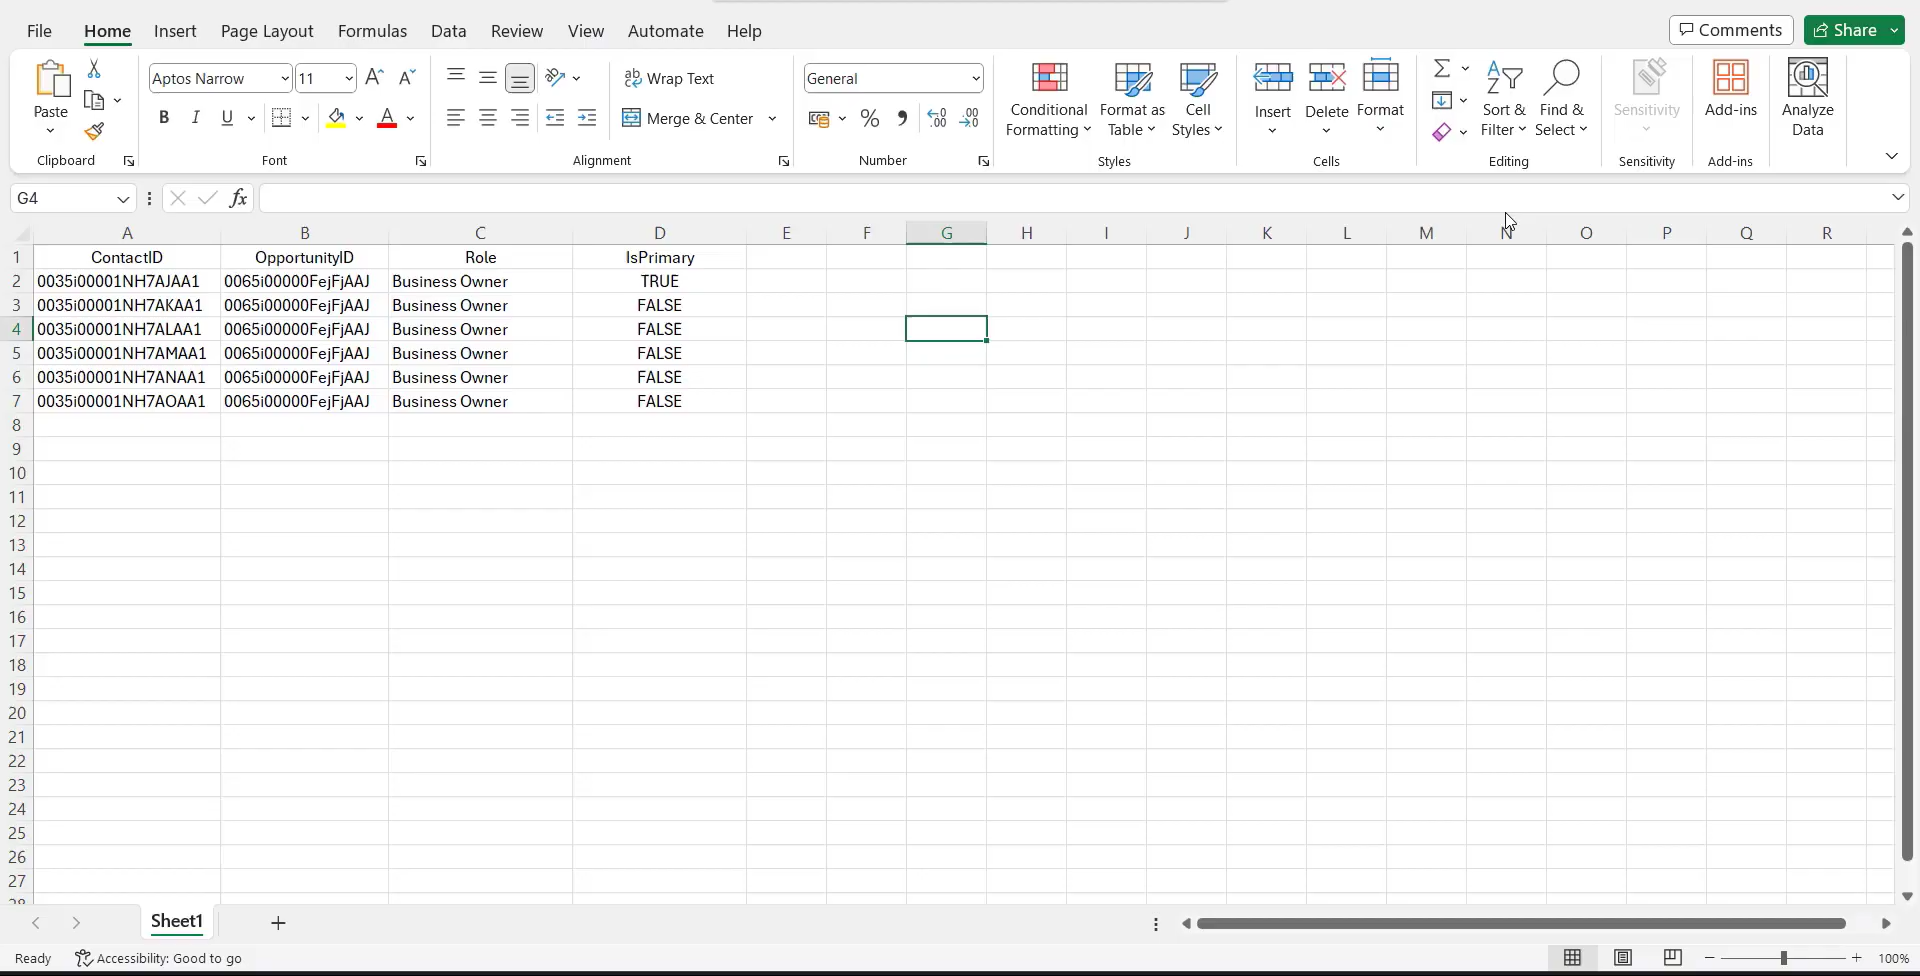 File Home Insert Page Layout Formulas Data Review View Automate Help Comments Share
Aptos Narrow 11 ab Wrap Text General
Paste B I U A Merge & Center % Conditional Formatting Format as Table Cell Styles Insert Delete Format Sort & Filter Find & Select Sensitivity Add-ins Analyze Data
Clipboard Font Alignment Number Styles Cells Editing Sensitivity Add-ins
G4 fx
A B C D E F G H I J K L M N O P Q R
1 ContactID OpportunityID Role IsPrimary
2 0035i00001NH7AJAA1 0065i00000FejFjAAJ Business Owner TRUE
3 0035i00001NH7AKAA1 0065i00000FejFjAAJ Business Owner FALSE
4 0035i00001NH7ALAA1 0065i00000FejFjAAJ Business Owner FALSE
5 0035i00001NH7AMAA1 0065i00000FejFjAAJ Business Owner FALSE
6 0035i00001NH7ANAA1 0065i00000FejFjAAJ Business Owner FALSE
7 0035i00001NH7AOAA1 0065i00000FejFjAAJ Business Owner FALSE
8
9
10
11
12
13
14
15
16
17
18
19
20
21
22
23
24
25
26
27
Sheet1
Ready Accessibility: Good to go 100%